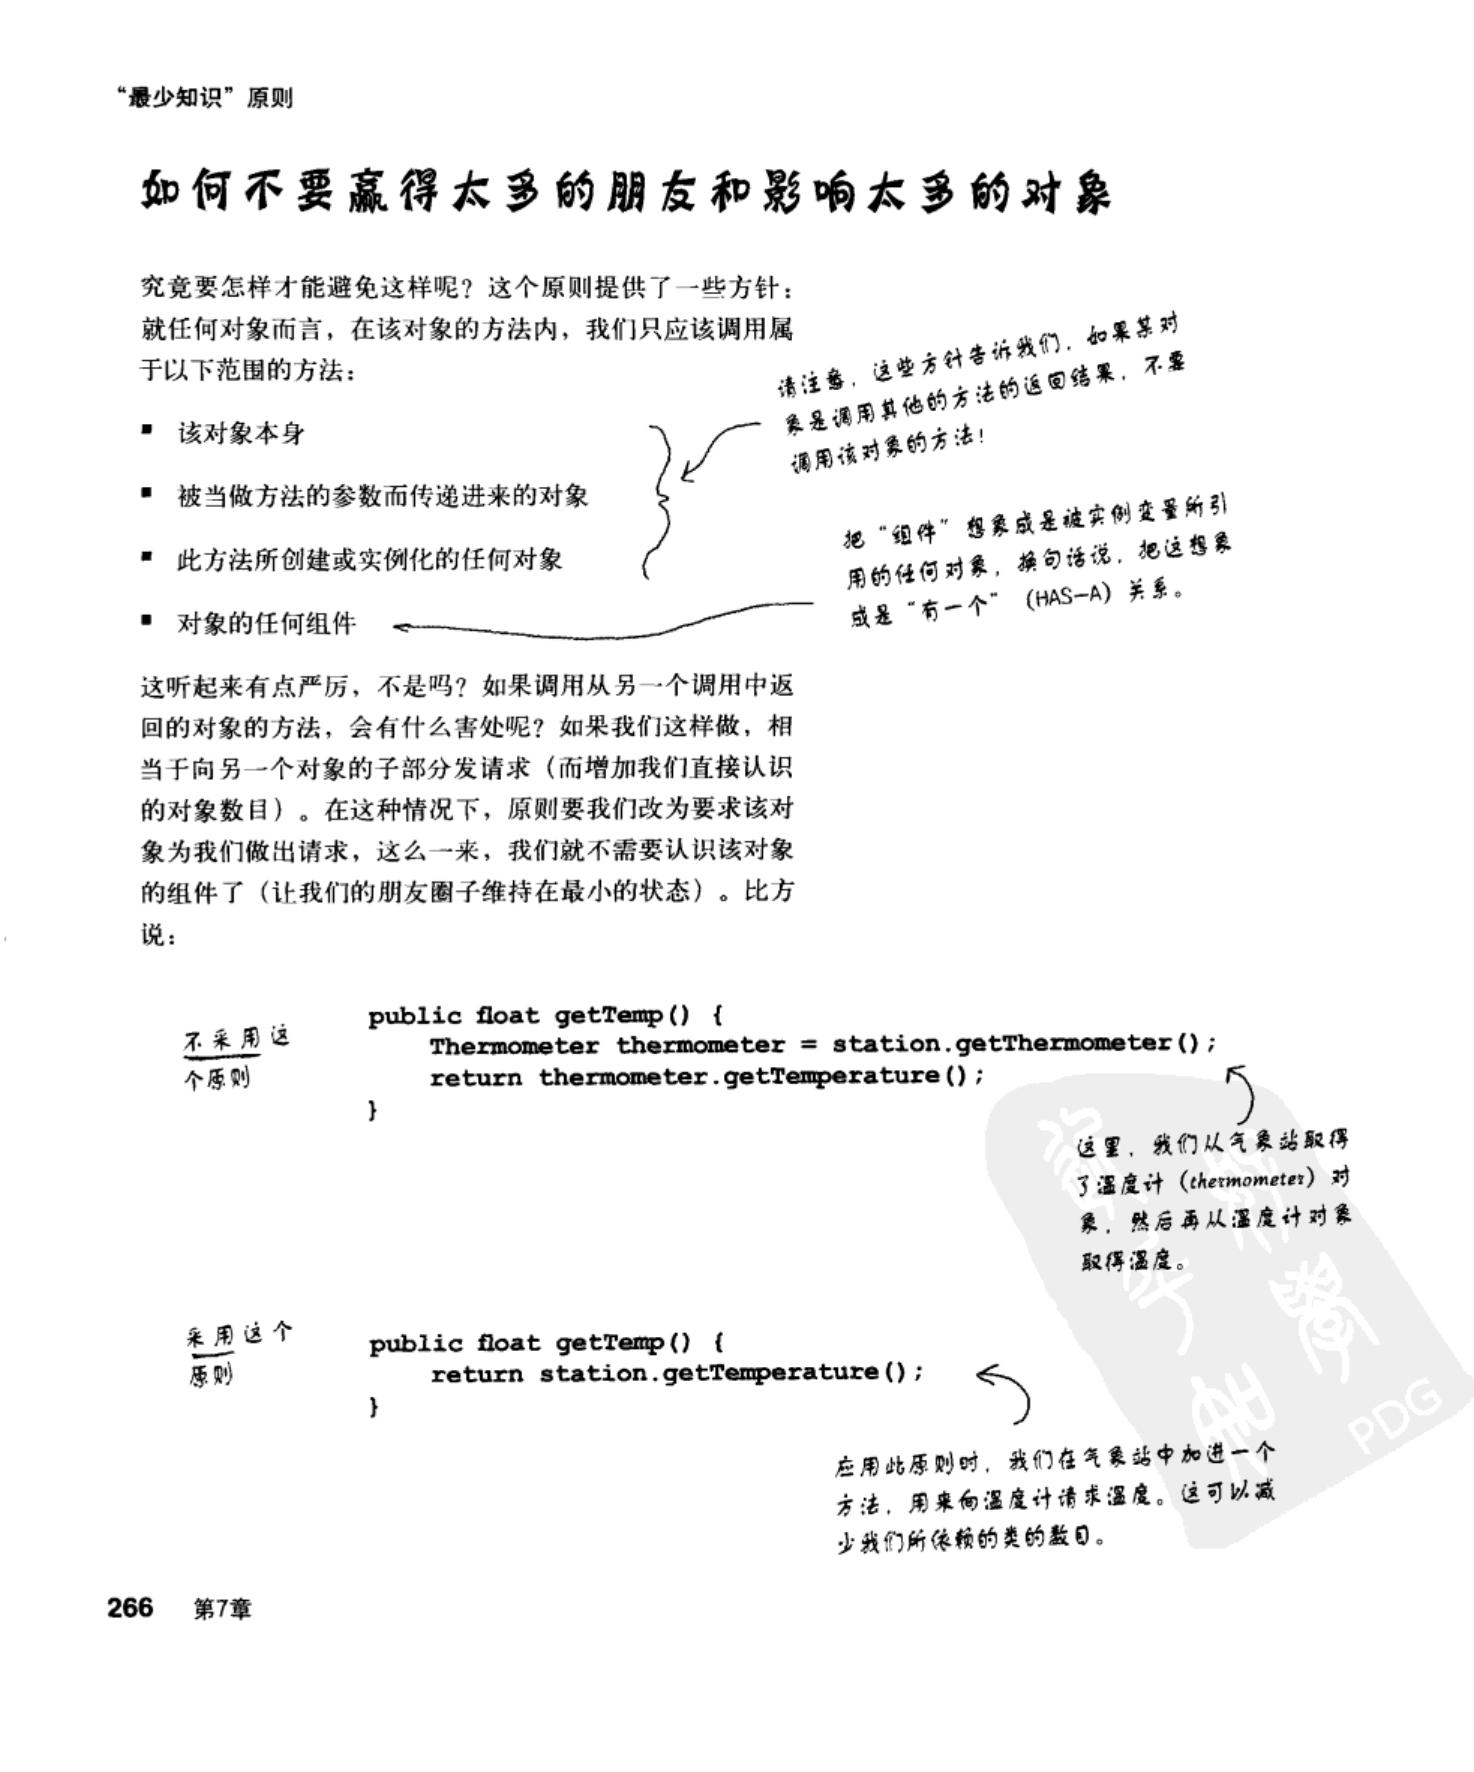 “最少知识”原则
如何不要赢得太多的朋友和影响太多的对象
究竟要怎样才能避免这样呢？这个原则提供了一些方针：
就任何对象而言，在该对象的方法内，我们只应该调用属
于以下范围的方法：
▪ 该对象本身
▪ 被当做方法的参数而传递进来的对象
▪ 此方法所创建或实例化的任何对象
▪ 对象的任何组件
请注意，这些方针告诉我们，如果某对
象是调用其他的方法的返回结果，不要
调用该对象的方法！
把“组件”想象成是被实例变量所引
用的任何对象，换句话说，把这想象
成是“有一个”（HAS-A）关系。
这听起来有点严厉，不是吗？如果调用从另一个调用中返
回的对象的方法，会有什么害处呢？如果我们这样做，相
当于向另一个对象的子部分发请求（而增加我们直接认识
的对象数目）。在这种情况下，原则要我们改为要求该对
象为我们做出请求，这么一来，我们就不需要认识该对象
的组件了（让我们的朋友圈子维持在最小的状态）。比方
说：
不采用这
个原则
public float getTemp() {
Thermometer thermometer = station.getThermometer();
return thermometer.getTemperature();
}
这里，我们从气象站取得
了温度计（thermometer）对
象，然后再从温度计对象
取得温度。
采用这个
原则
public float getTemp() {
return station.getTemperature();
}
应用此原则时，我们在气象站中加进一个
方法，用来向温度计请求温度。这可以减
少我们所依赖的类的数目。
PDG
266 第7章